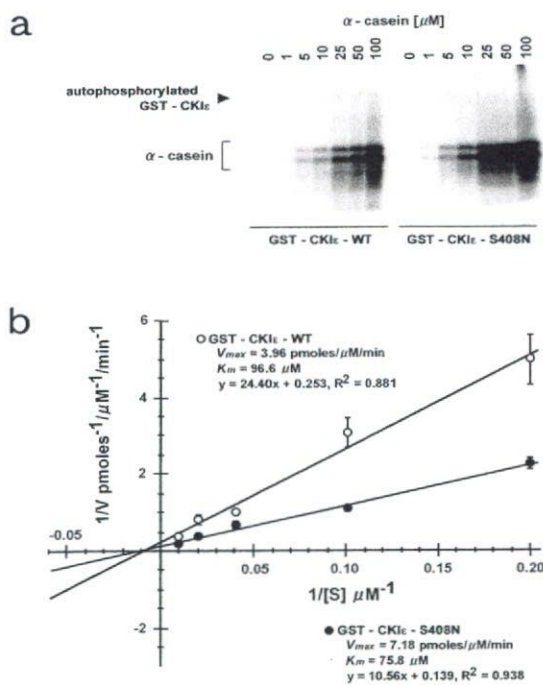 a
α - casein [μM]
0 1 5 10 25 50 100 0 1 5 10 25 50 100
autophosphorylated
GST - CKIε
α - casein
GST - CKIε - WT GST - CKIε - S408N
b
1/V pmoles⁻¹/μM⁻¹/min⁻¹
6
4
2
-2
-0.05 0.05 0.10 0.15 0.20
1/[S] μM⁻¹
GST - CKIε - WT
Vmax = 3.96 pmoles/μM/min
Km = 96.6 μM
y = 24.40x + 0.253, R² = 0.881
GST - CKIε - S408N
Vmax = 7.18 pmoles/μM/min
Km = 75.8 μM
y = 10.56x + 0.139, R² = 0.938